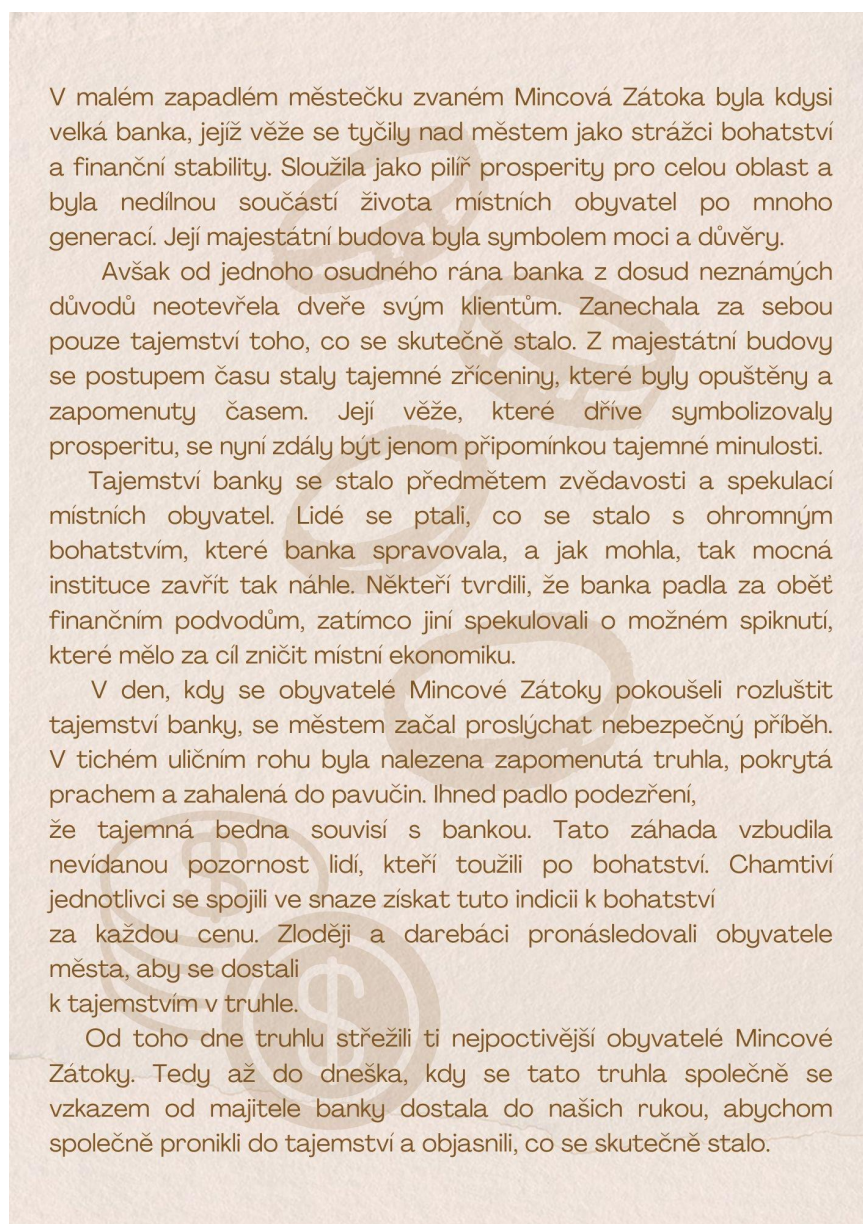 V malém zapadlém městečku zvaném Mincová Zátoka byla kdysi
velká banka, jejíž věže se tyčily nad městem jako strážci bohatství
a finanční stability. Sloužila jako pilíř prosperity pro celou oblast a
byla nedílnou součástí života místních obyvatel po mnoho
generací. Její majestátní budova byla symbolem moci a důvěry.
Avšak od jednoho osudného rána banka z dosud neznámých
důvodů neotevřela dveře svým klientům. Zanechala za sebou
pouze tajemství toho, co se skutečně stalo. Z majestátní budovy
se postupem času staly tajemné zříceniny, které byly opuštěny a
zapomenuty časem. Její věže, které dříve symbolizovaly
prosperitu, se nyní zdály být jenom připomínkou tajemné minulosti.
Tajemství banky se stalo předmětem zvědavosti a spekulací
místních obyvatel. Lidé se ptali, co se stalo s ohromným
bohatstvím, které banka spravovala, a jak mohla, tak mocná
instituce zavřít tak náhle. Někteří tvrdili, že banka padla za oběť
finančním podvodům, zatímco jiní spekulovali o možném spiknutí,
které mělo za cíl zničit místní ekonomiku.
V den, kdy se obyvatelé Mincové Zátoky pokoušeli rozluštit
tajemství banky, se městem začal proslýchat nebezpečný příběh.
V tichém uličním rohu byla nalezena zapomenutá truhla, pokrytá
prachem a zahalená do pavučin. Ihned padlo podezření,
že tajemná bedna souvisí s bankou. Tato záhada vzbudila
nevídanou pozornost lidí, kteří toužili po bohatství. Chamtiví
jednotlivci se spojili ve snaze získat tuto indicii k bohatství
za každou cenu. Zloději a darebáci pronásledovali obyvatele
města, aby se dostali
k tajemstvím v truhle.
Od toho dne truhlu střežili ti nejpoctivější obyvatelé Mincové
Zátoky. Tedy až do dneška, kdy se tato truhla společně se
vzkazem od majitele banky dostala do našich rukou, abychom
společně pronikli do tajemství a objasnili, co se skutečně stalo.